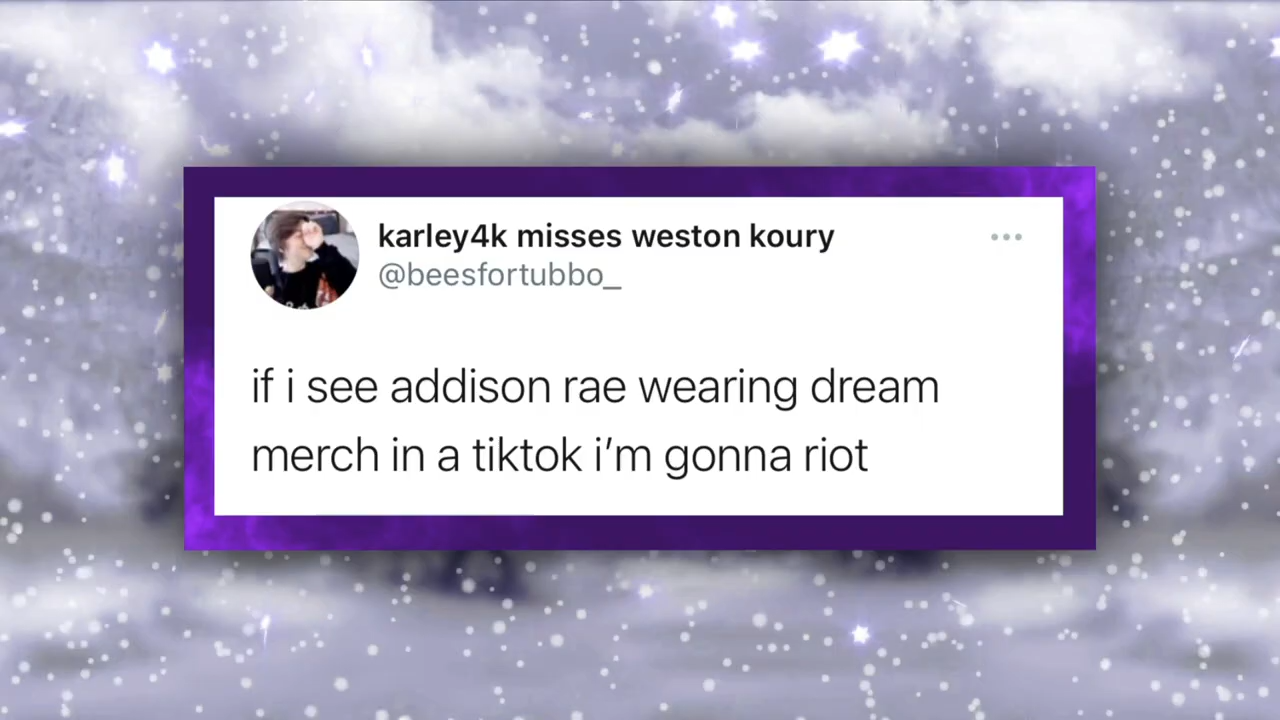 karley4k misses weston koury
@beesfortubbo_
if i see addison rae wearing dream
merch in a tiktok i’m gonna riot